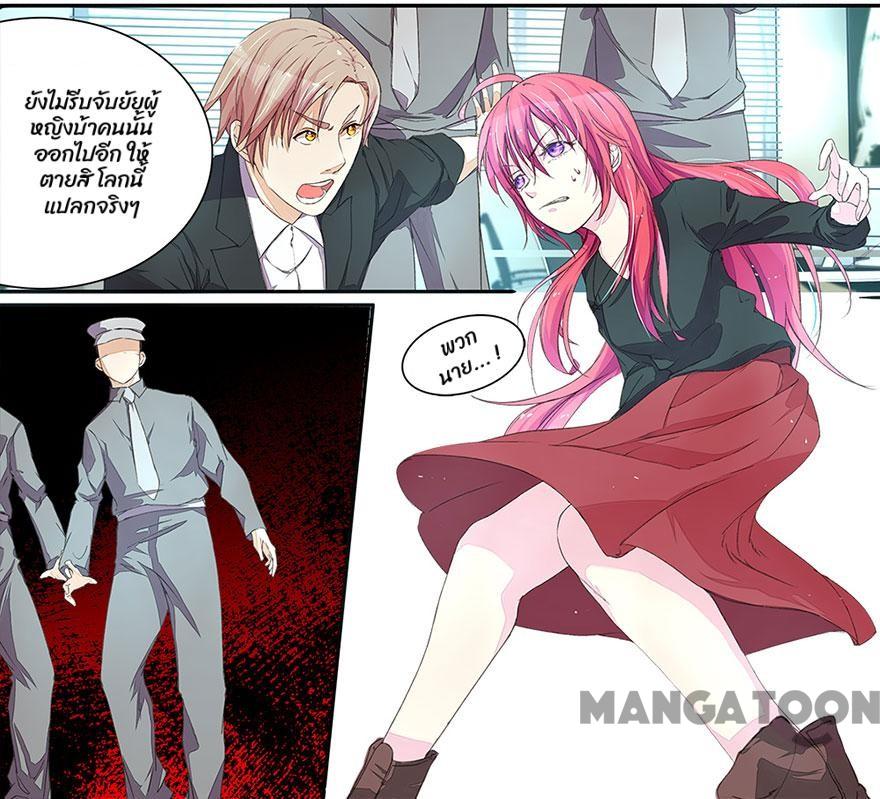 ยังไม่รีบจับยัยผู้
หญิงบ้าคนนั้น
ออกไปอีก ให้
ตายสิ โลกนี้
แปลกจริงๆ
พวก
นาย...!
MANGATOON